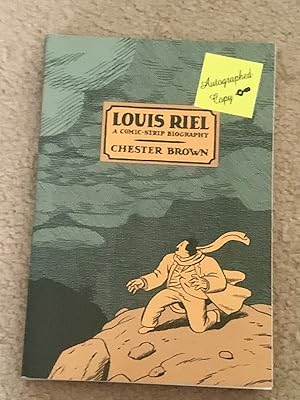 Autographed
Copy
LOUIS RIEL
A COMIC-STRIP BIOGRAPHY
CHESTER BROWN